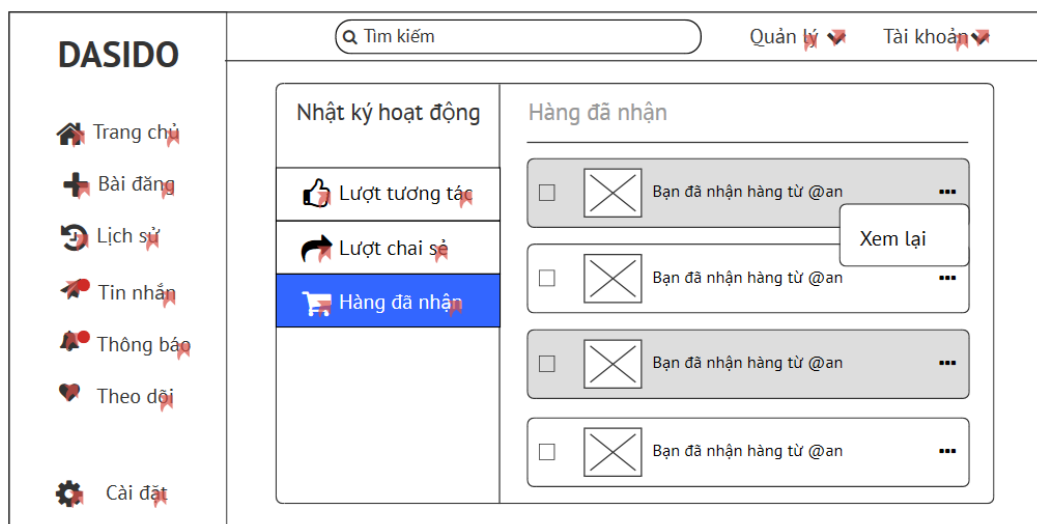 DASIDO
Trang chủ
Bài đăng
Lịch sử
Tin nhắn
Thông báo
Theo dõi
Cài đặt
Tìm kiếm
Quản lý
Tài khoản
Nhật ký hoạt động
Lượt tương tác
Lượt chai sẻ
Hàng đã nhận
Hàng đã nhận
Bạn đã nhận hàng từ @an
Xem lại
Bạn đã nhận hàng từ @an
Bạn đã nhận hàng từ @an
Bạn đã nhận hàng từ @an